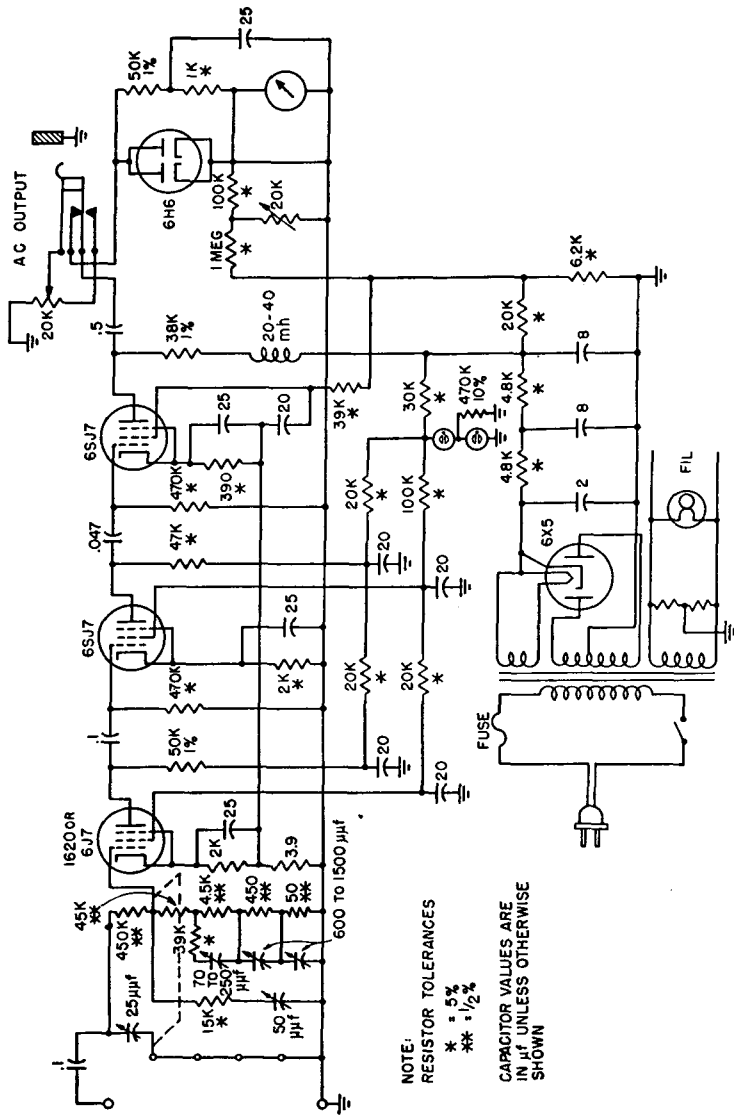 AC OUTPUT
20K
.5
50K
1%
1K
*
25
6H6
38K
1%
20-40
mh
100K
*
1 MEG
*
20K
6SJ7
.047
470K
*
25
390
*
20
39K
*
47K
*
6SJ7
.1
470K
*
25
2K
*
50K
1%
1620 OR
6J7
25
2K
3.9
20K
*
20
30K
*
100K
*
20
470K
10%
20K
*
20
20K
*
20
20K
*
6.2K
*
4.8K
*
4.8K
*
8
8
2
6X5
FIL
FUSE
.1
25μμf
45K
**
450K
**
39K
*
4.5K
**
450
**
50
**
70
TO
250
μμf
600 TO 1500 μμf
15K
*
50
μμf
NOTE:
RESISTOR TOLERANCES
* = 5%
** = 1/2%
CAPACITOR VALUES ARE
IN μf UNLESS OTHERWISE
SHOWN